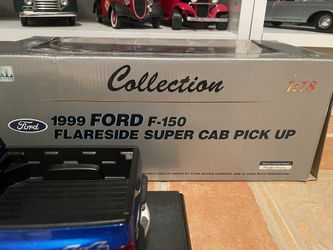 Collection
1:18
Ford
1999 FORD F-150
FLARESIDE SUPER CAB PICK UP